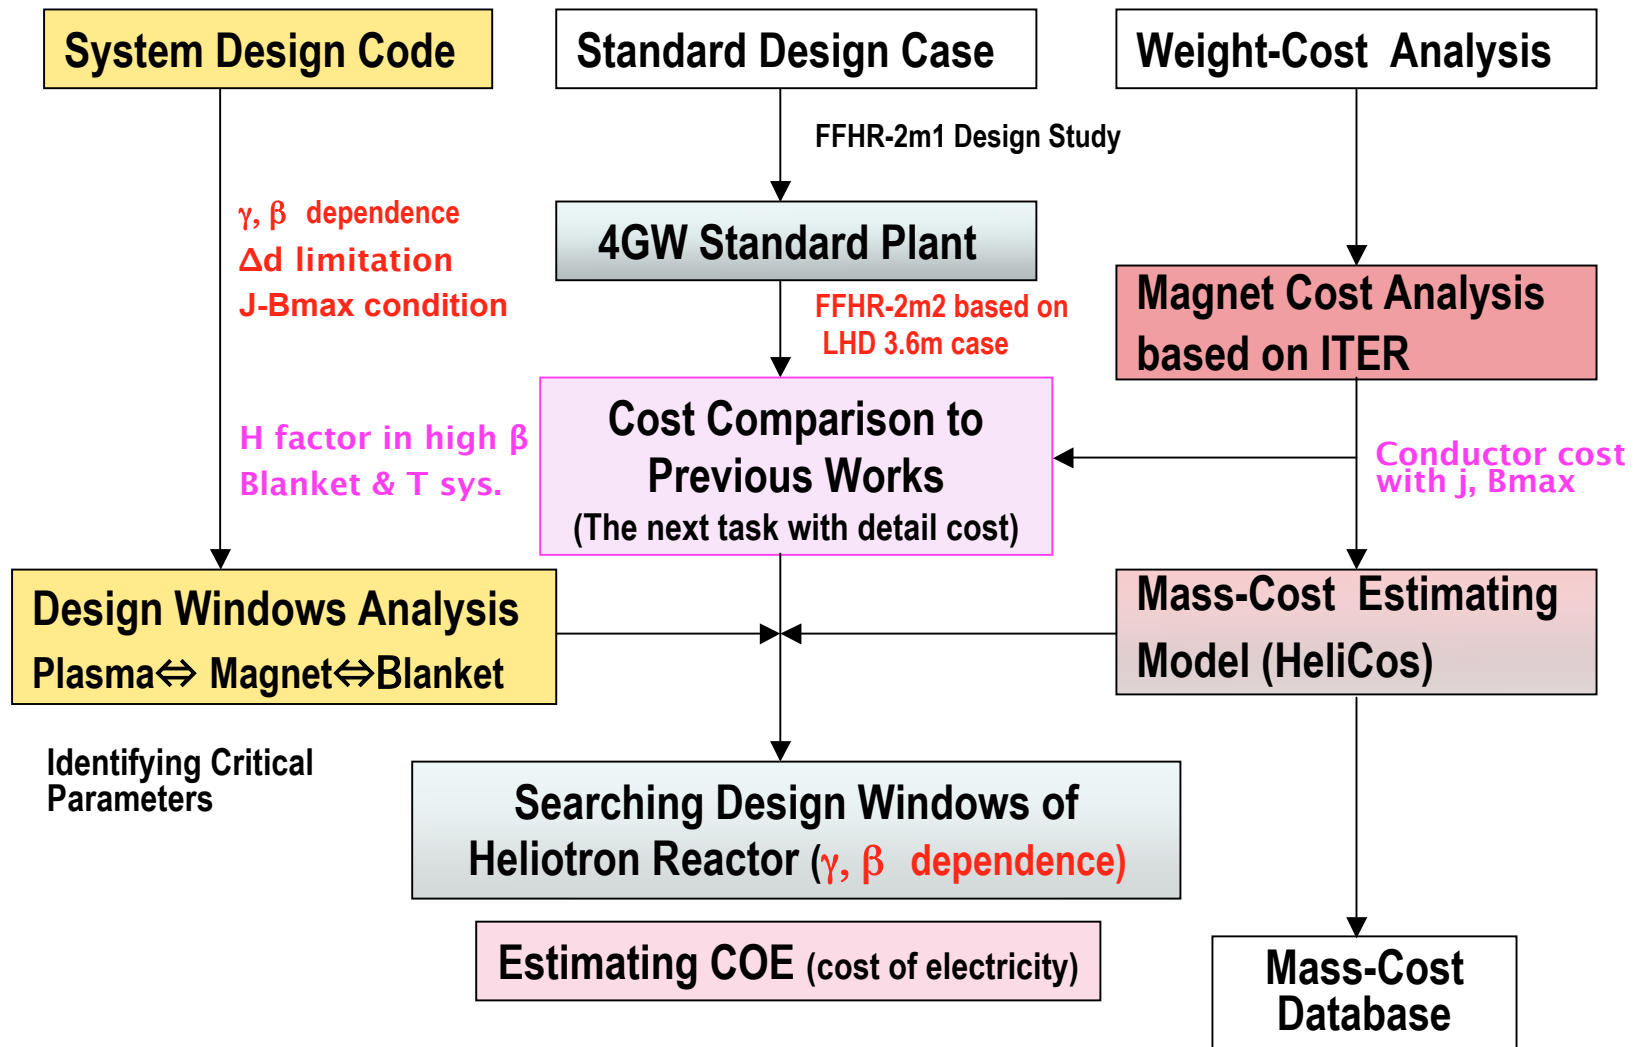 System Design Code
Standard Design Case
Weight-Cost Analysis
FFHR-2m1 Design Study
γ, β dependence
Δd limitation
J-Bmax condition
4GW Standard Plant
FFHR-2m2 based on
LHD 3.6m case
Magnet Cost Analysis
based on ITER
H factor in high β
Blanket & T sys.
Cost Comparison to
Previous Works
(The next task with detail cost)
Conductor cost
with j, Bmax
Design Windows Analysis
Plasma⇔ Magnet⇔Blanket
Mass-Cost Estimating
Model (HeliCos)
Identifying Critical
Parameters
Searching Design Windows of
Heliotron Reactor (γ, β dependence)
Estimating COE (cost of electricity)
Mass-Cost
Database